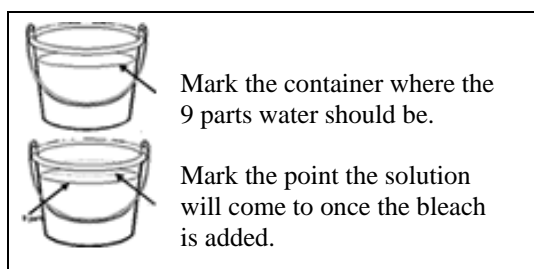 Mark the container where the
9 parts water should be.
Mark the point the solution
will come to once the bleach
is added.